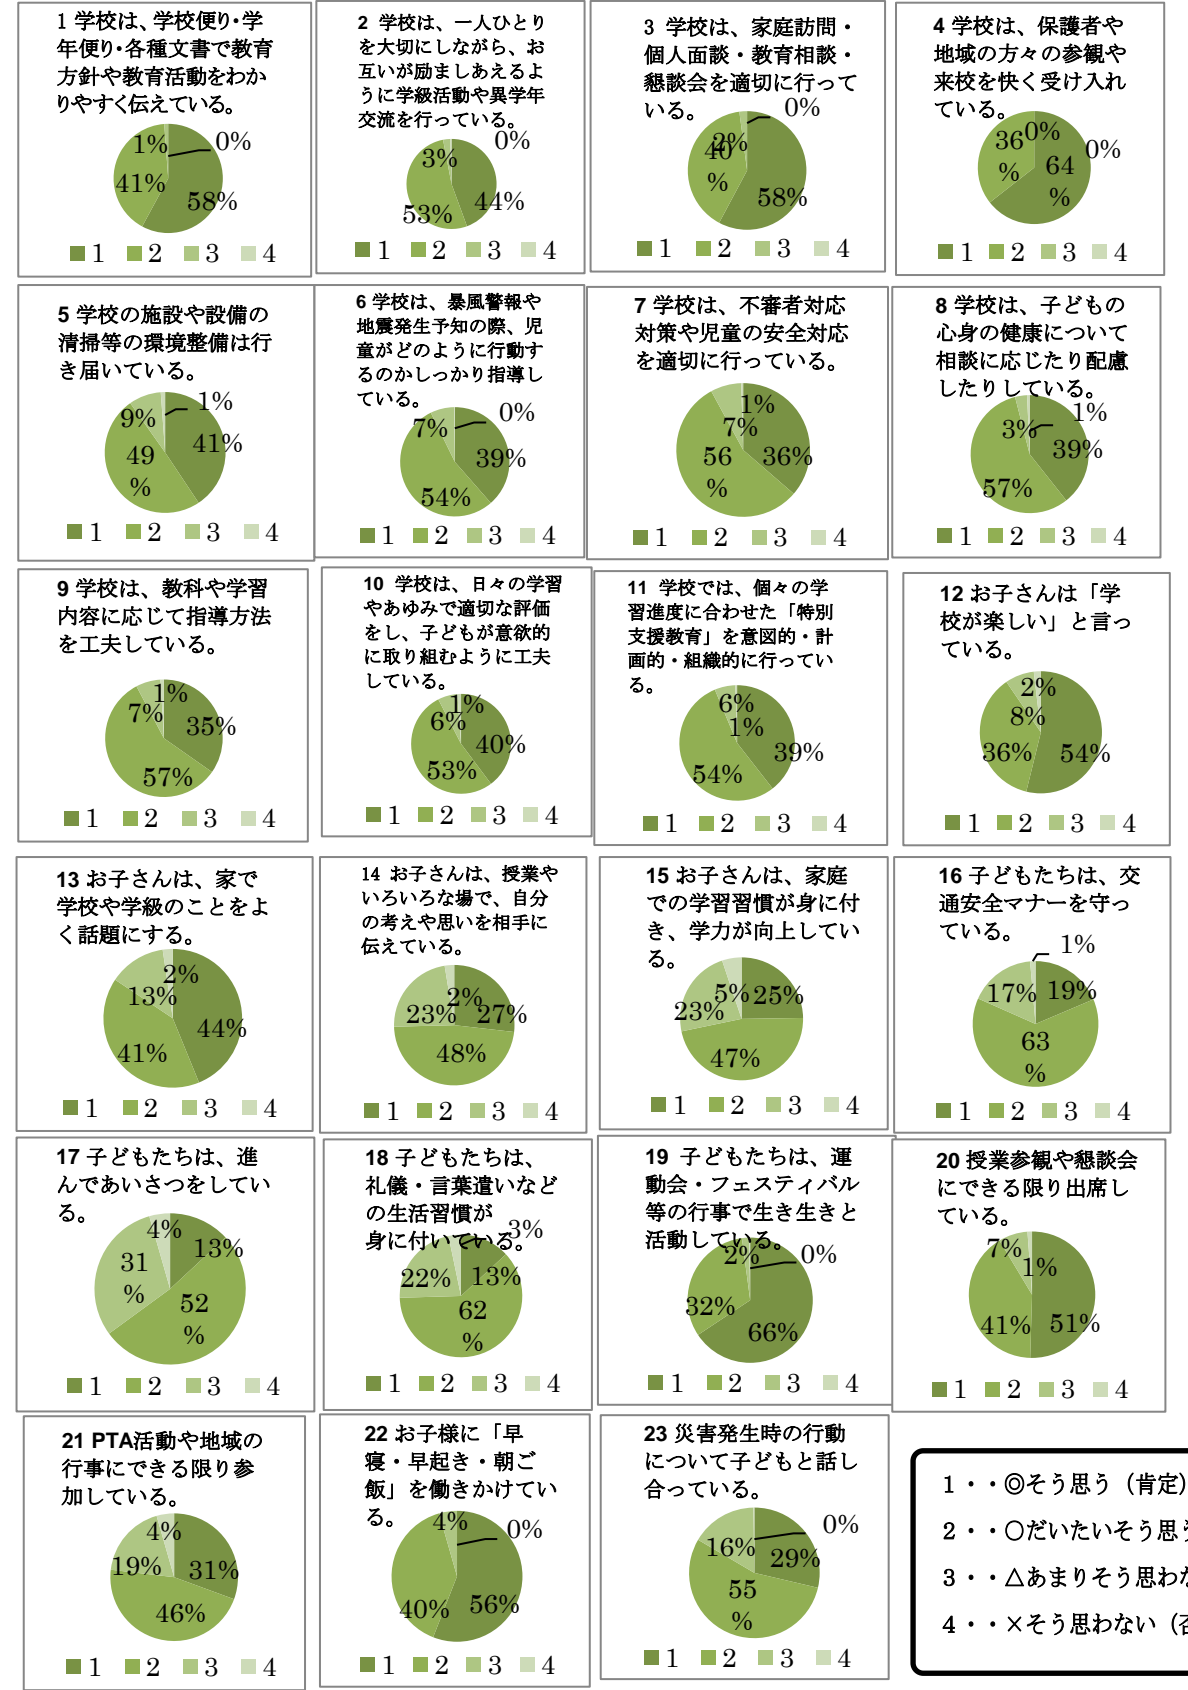 1 学校は、学校便り・学
年便り・各種文書で教育
方針や教育活動をわか
りやすく伝えている。
1%
0%
41%
58%
1 2 3 4
2 学校は、一人ひとり
を大切にしながら、お
互いが励ましあえるよ
うに学級活動や異学年
交流を行っている。
0%
3%
44%
53%
1 2 3 4
3 学校は、家庭訪問・
個人面談・教育相談・
懇談会を適切に行って
いる。
0%
2%
40
%
58%
1 2 3 4
4 学校は、保護者や
地域の方々の参観や
来校を快く受け入れ
ている。
36
%
0%
0%
64
%
1 2 3 4
5 学校の施設や設備の
清掃等の環境整備は行
き届いている。
1%
9%
41%
49
%
1 2 3 4
6 学校は、暴風警報や
地震発生予知の際、児
童がどのように行動す
るのかしっかり指導し
ている。
0%
7%
39%
54%
1 2 3 4
7 学校は、不審者対応
対策や児童の安全対応
を適切に行っている。
1%
7%
56
%
36%
1 2 3 4
8 学校は、子どもの
心身の健康について
相談に応じたり配慮
したりしている。
1%
3%
39%
57%
1 2 3 4
9 学校は、教科や学習
内容に応じて指導方法
を工夫している。
1%
7%
35%
57%
1 2 3 4
10 学校は、日々の学習
やあゆみで適切な評価
をし、子どもが意欲的
に取り組むように工夫
している。
1%
6%
40%
53%
1 2 3 4
11 学校では、個々の学
習進度に合わせた「特別
支援教育」を意図的・計
画的・組織的に行ってい
る。
6%
1%
39%
54%
1 2 3 4
12 お子さんは「学
校が楽しい」と言っ
ている。
2%
8%
36%
54%
1 2 3 4
13 お子さんは、家で
学校や学級のことをよ
く話題にする。
2%
13%
44%
41%
1 2 3 4
14 お子さんは、授業や
いろいろな場で、自分
の考えや思いを相手に
伝えている。
2%
23%
27%
48%
1 2 3 4
15 お子さんは、家庭
での学習習慣が身に付
き、学力が向上してい
る。
5%
25%
23%
47%
1 2 3 4
16 子どもたちは、交
通安全マナーを守っ
ている。
1%
17%
19%
63
%
1 2 3 4
17 子どもたちは、進
んであいさつをしてい
る。
4%
13%
31
%
52
%
1 2 3 4
18 子どもたちは、
礼儀・言葉遣いなど
の生活習慣が
身に付いている。
3%
22%
13%
62
%
1 2 3 4
19 子どもたちは、運
動会・フェスティバル
等の行事で生き生きと
活動している。
2%
0%
32%
66%
1 2 3 4
20 授業参観や懇談会
にできる限り出席し
ている。
7%
1%
41%
51%
1 2 3 4
21 PTA活動や地域の
行事にできる限り参
加している。
4%
19%
31%
46%
1 2 3 4
22 お子様に「早
寝・早起き・朝ご
飯」を働きかけてい
る。
4%
0%
40%
56%
1 2 3 4
23 災害発生時の行動
について子どもと話し
合っている。
0%
16%
29%
55
%
1 2 3 4
1・・◎そう思う（肯定）
2・・○だいたいそう思う
3・・△あまりそう思わな
4・・×そう思わない（否